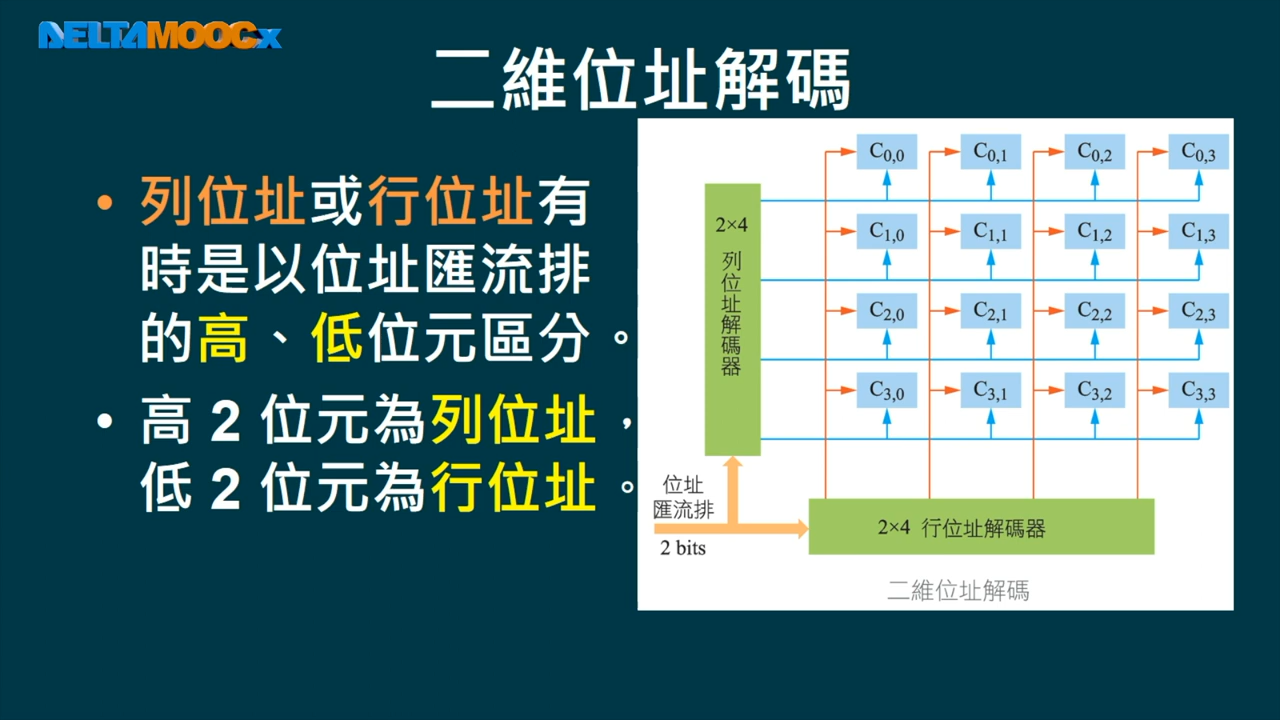 DELTAMOOCx
二維位址解碼
• 列位址或行位址有
時是以位址匯流排
的高、低位元區分。
• 高 2 位元為列位址，
低 2 位元為行位址。
C0,0 C0,1 C0,2 C0,3
2×4
列位址解碼器
C1,0 C1,1 C1,2 C1,3
C2,0 C2,1 C2,2 C2,3
C3,0 C3,1 C3,2 C3,3
位址
匯流排
2 bits
2×4 行位址解碼器
二維位址解碼